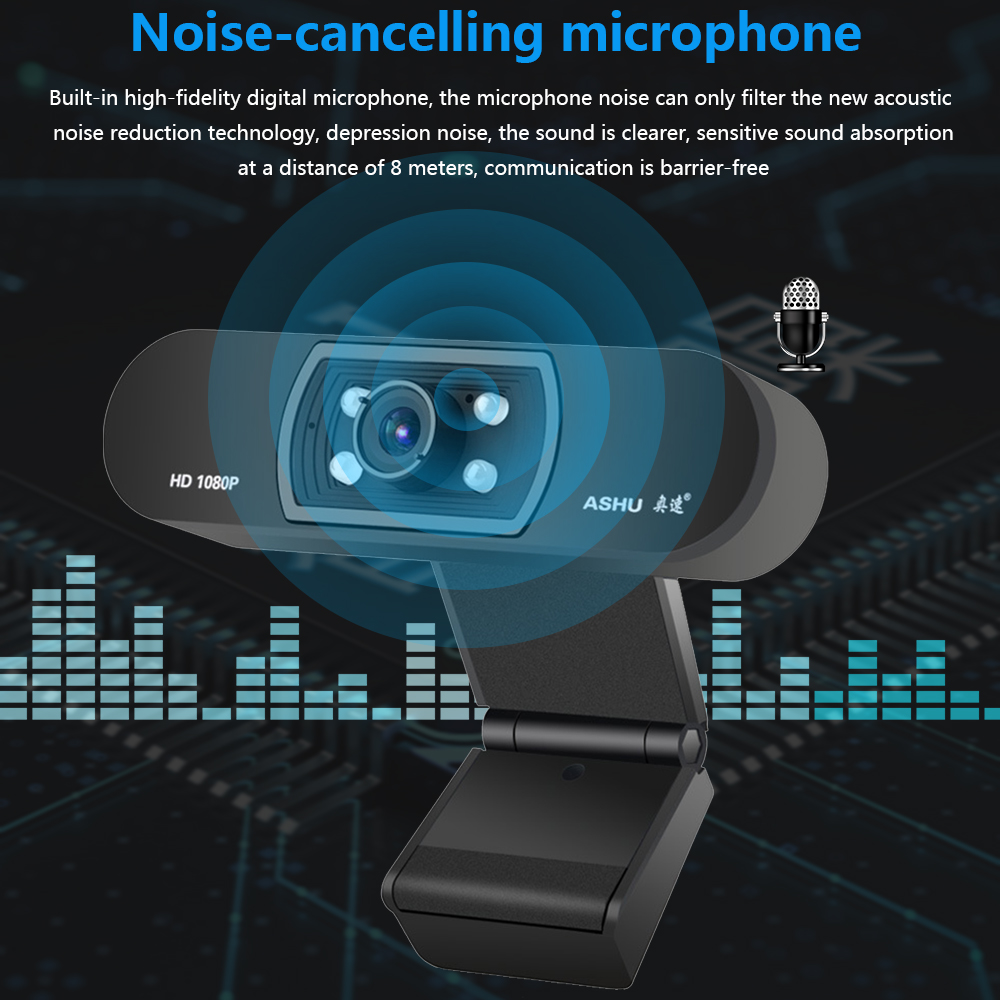 Noise-cancelling microphone
Built-in high-fidelity digital microphone, the microphone noise can only filter the new acoustic
noise reduction technology, depression noise, the sound is clearer, sensitive sound absorption
at a distance of 8 meters, communication is barrier-free
HD 1080P
ASHU 奥速®